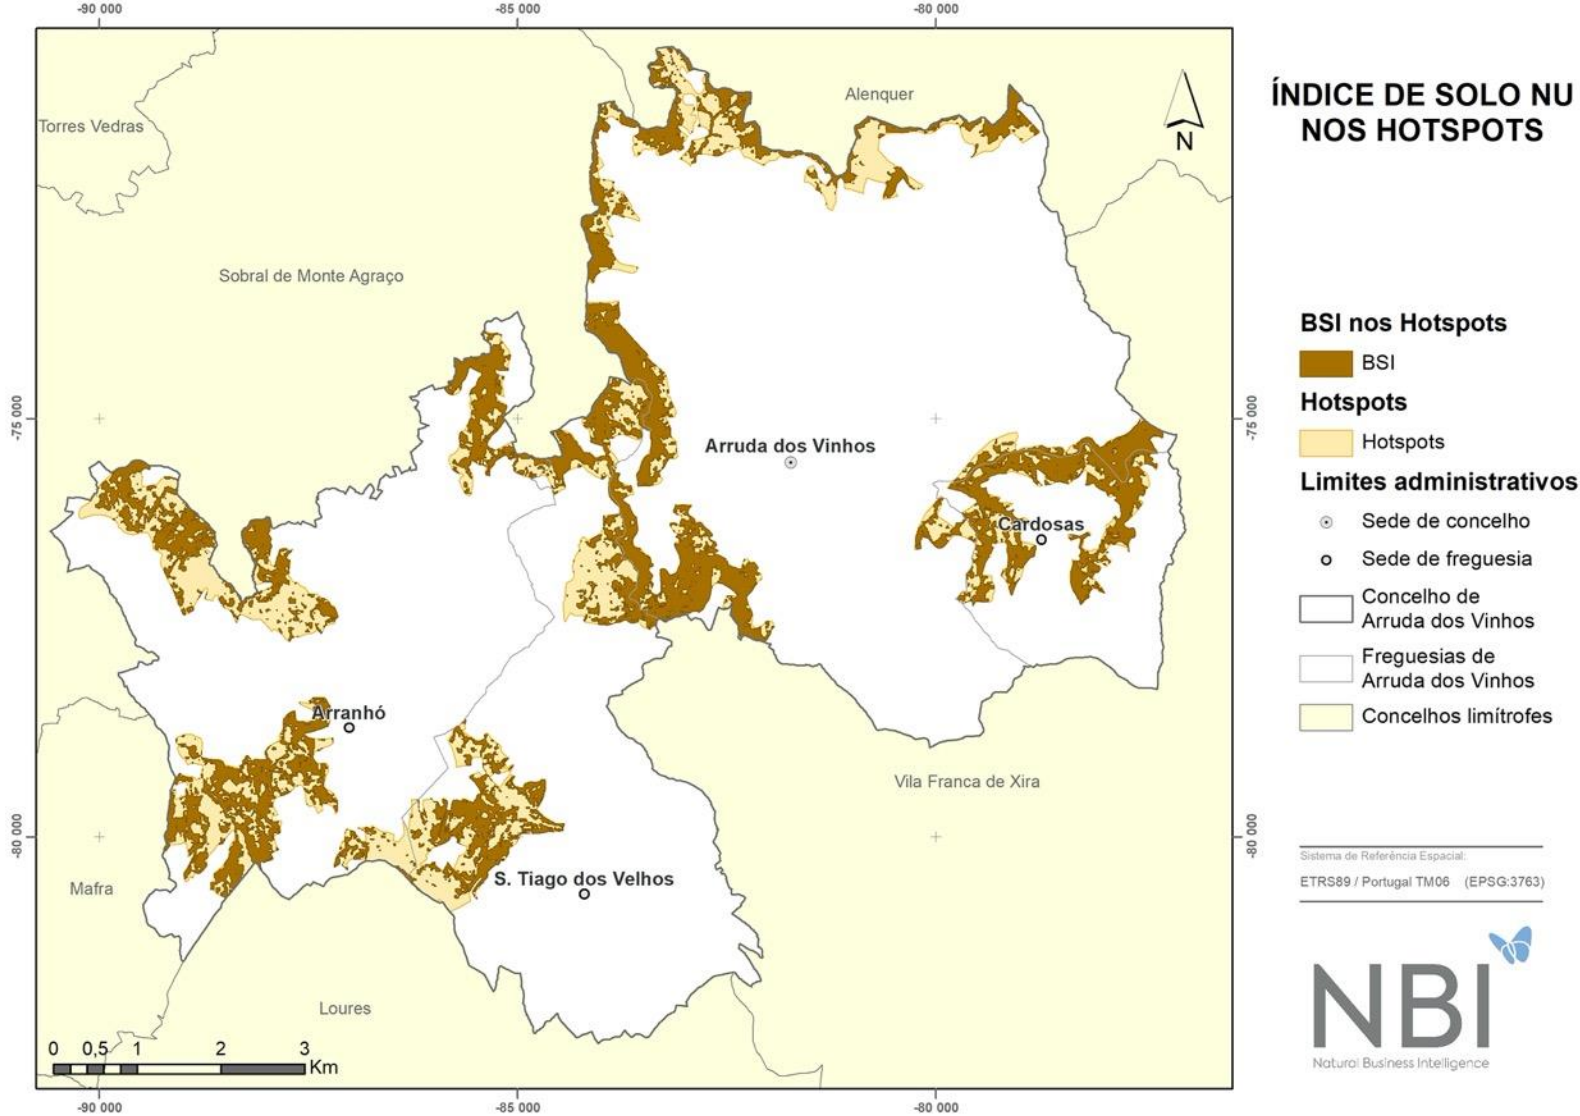 -90 000
-85 000
-80 000
ÍNDICE DE SOLO NU
NOS HOTSPOTS
Alenquer
N
Torres Vedras
Sobral de Monte Agraço
BSI nos Hotspots
BSI
Hotspots
Hotspots
-75 000
-75 000
Arruda dos Vinhos
Limites administrativos
Cardosas
Sede de concelho
Sede de freguesia
Concelho de
Arruda dos Vinhos
Freguesias de
Arruda dos Vinhos
Concelhos limítrofes
Arranhó
Vila Franca de Xira
-80 000
-80 000
Mafra
S. Tiago dos Velhos
Sistema de Referência Espacial:
ETRS89 / Portugal TM06 (EPSG:3763)
Loures
NBI
Natural Business Intelligence
0 0,5 1 2 3
Km
-90 000
-85 000
-80 000